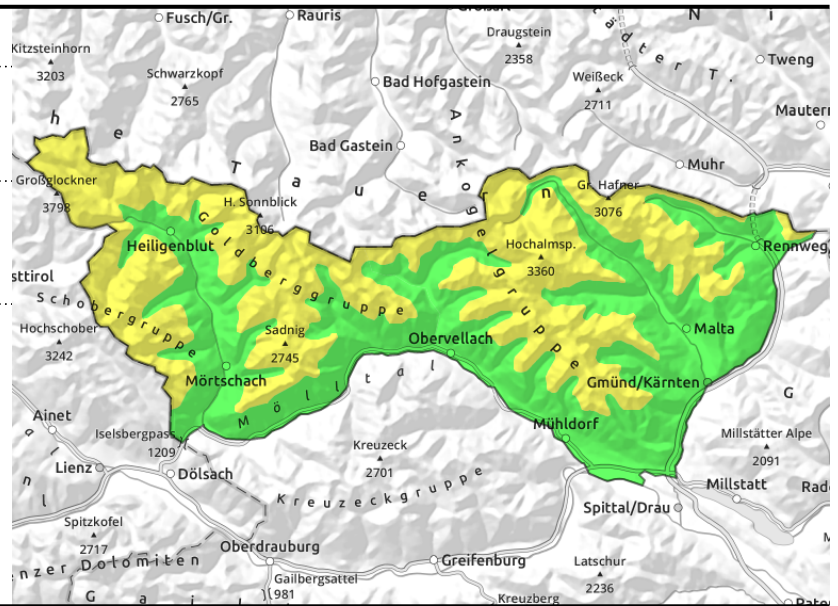 Fusch/Gr.
Rauris
N i
Kitzsteinhorn
3203
Draugstein
2358
Tweng
Schwarzkopf
2765
Bad Hofgastein
Weißeck
2711
T.
Bad Gastein
Muhr
h e T a u e n
Großglockner
3798
H. Sonnblick
3106
Gr. Hafner
3076
Ankogelgruppe
Heiligenblut
Goldberggruppe
Hochalmsp.
3360
Rennweg
Schobergruppe
Hochschober
3242
Sadnig
2745
Obervellach
Malta
Mörtschach
Gmünd/Kärnten
Mölltal
G
Ainet
Iselsbergpass
1209
Mühldorf
Kreuzeck
2701
Millstätter Alpe
2091
Lienz
Dölsach
Kreuzeckgruppe
Millstatt
Spittal/Drau
Spitzkofel
2717
Oberdrauburg
Greifenburg
Latschur
2236
nzer Dolomiten
Gailbergsattel
981
G a i l
Kreuzberg